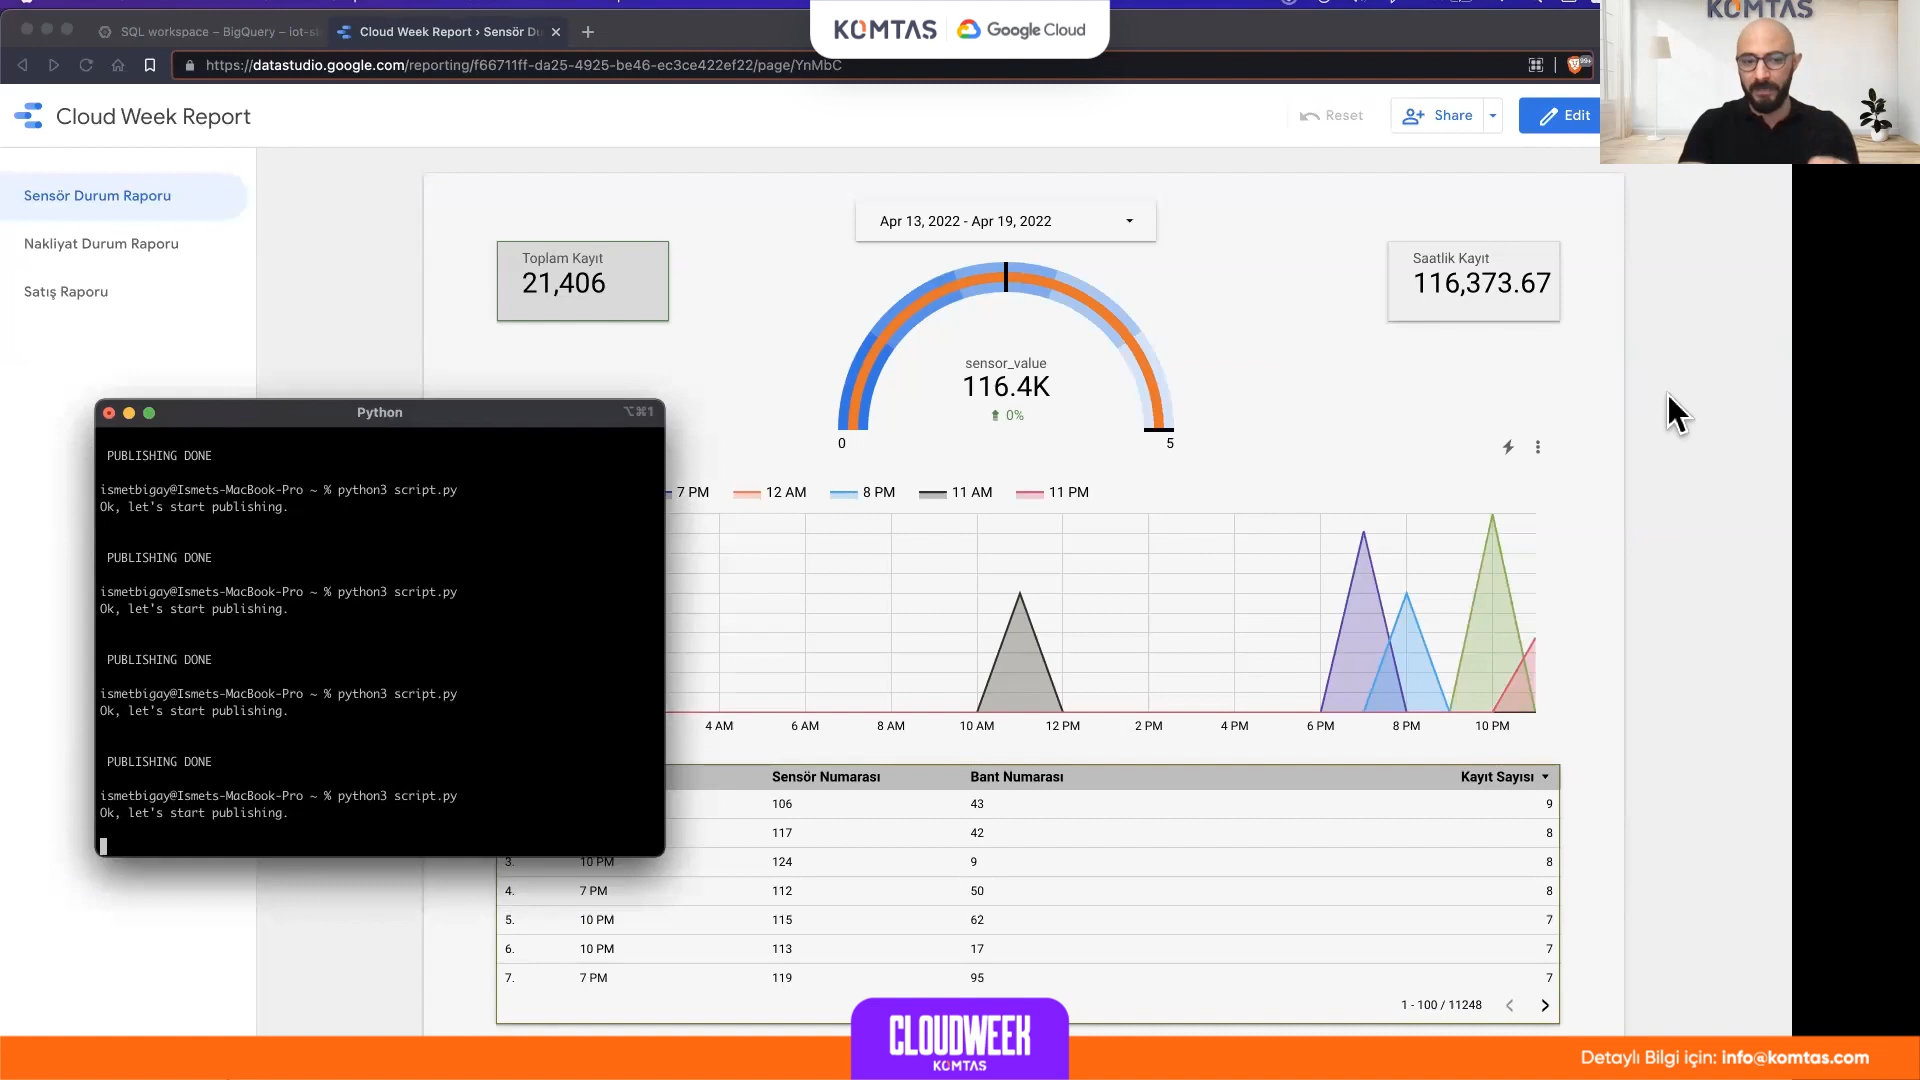 SQL workspace – BigQuery – iot-s
Cloud Week Report › Sensör Du
KOMTAS
Google Cloud
KOMTAS
https://datastudio.google.com/reporting/f66711ff-da25-4925-be46-ec3ce422ef22/page/YnMbC
99+
Cloud Week Report
Reset
Share
Edit
Sensör Durum Raporu
Nakliyat Durum Raporu
Satış Raporu
Apr 13, 2022 - Apr 19, 2022
Toplam Kayıt
21,406
Saatlik Kayıt
116,373.67
sensor_value
116.4K
0%
0
5
Python
⌥⌘1
PUBLISHING DONE
ismetbigay@Ismets-MacBook-Pro ~ % python3 script.py
Ok, let's start publishing.
PUBLISHING DONE
ismetbigay@Ismets-MacBook-Pro ~ % python3 script.py
Ok, let's start publishing.
PUBLISHING DONE
ismetbigay@Ismets-MacBook-Pro ~ % python3 script.py
Ok, let's start publishing.
PUBLISHING DONE
ismetbigay@Ismets-MacBook-Pro ~ % python3 script.py
Ok, let's start publishing.
7 PM 12 AM 8 PM 11 AM 11 PM
4 AM 6 AM 8 AM 10 AM 12 PM 2 PM 4 PM 6 PM 8 PM 10 PM
Sensör Numarası Bant Numarası Kayıt Sayısı
106 43 9
117 42 8
3. 10 PM 124 9 8
4. 7 PM 112 50 8
5. 10 PM 115 62 7
6. 10 PM 113 17 7
7. 7 PM 119 95 7
1 - 100 / 11248
CLOUDWEEK
KOMTAS
Detaylı Bilgi için: info@komtas.com